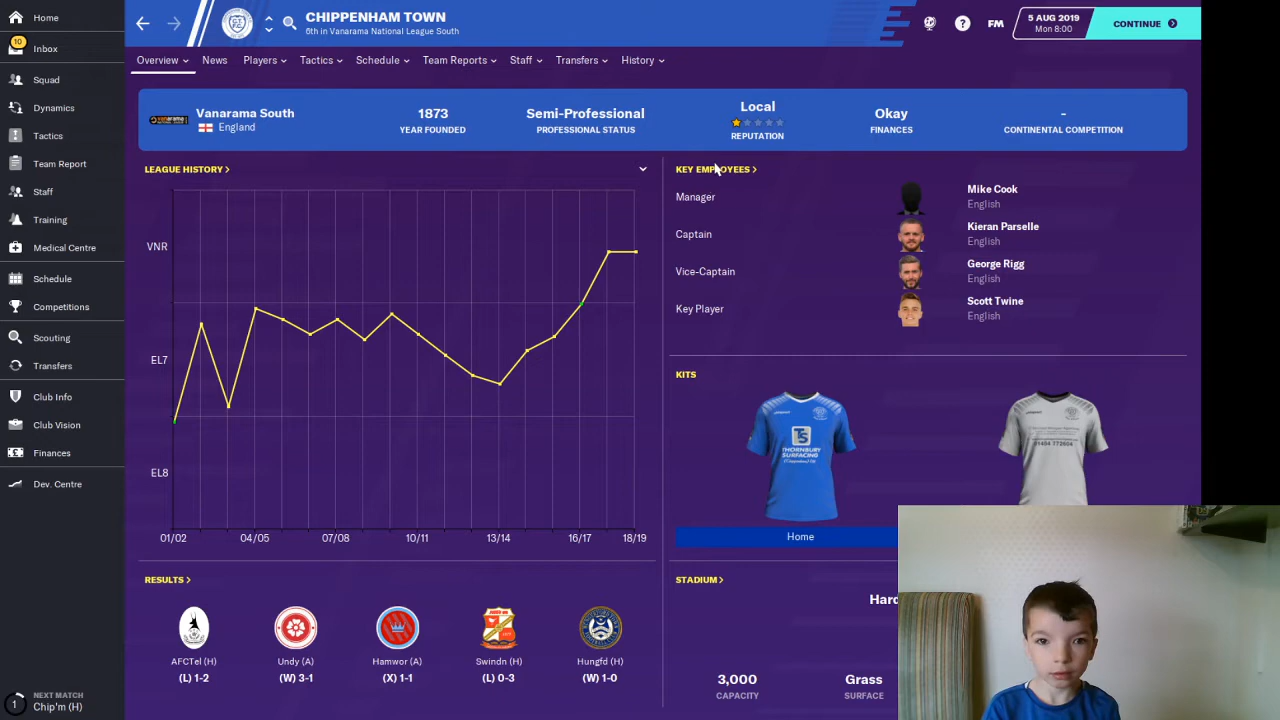 Home
10
Inbox
Squad
Dynamics
Tactics
Team Report
Staff
Training
Medical Centre
Schedule
Competitions
Scouting
Transfers
Club Info
Club Vision
Finances
Dev. Centre
1
NEXT MATCH
Chip'm (H)
CHIPPENHAM TOWN
6th in Vanarama National League South
?
FM
5 AUG 2019
Mon 8:00
CONTINUE
Overview
News
Players
Tactics
Schedule
Team Reports
Staff
Transfers
History
Vanarama South
England
1873
YEAR FOUNDED
Semi-Professional
PROFESSIONAL STATUS
Local
REPUTATION
Okay
FINANCES
-
CONTINENTAL COMPETITION
LEAGUE HISTORY >
VNR
EL7
EL8
01/02 04/05 07/08 10/11 13/14 16/17 18/19
KEY EMPLOYEES >
Manager
Mike Cook
English
Captain
Kieran Parselle
English
Vice-Captain
George Rigg
English
Key Player
Scott Twine
English
KITS
TS
THORNBURY
SURFACING
(Chippenham) Ltd
Home
RESULTS >
AFCTel (H)
(L) 1-2
Undy (A)
(W) 3-1
Hamwor (A)
(X) 1-1
Swindn (H)
(L) 0-3
Hungfd (H)
(W) 1-0
STADIUM >
Hard
3,000
CAPACITY
Grass
SURFACE